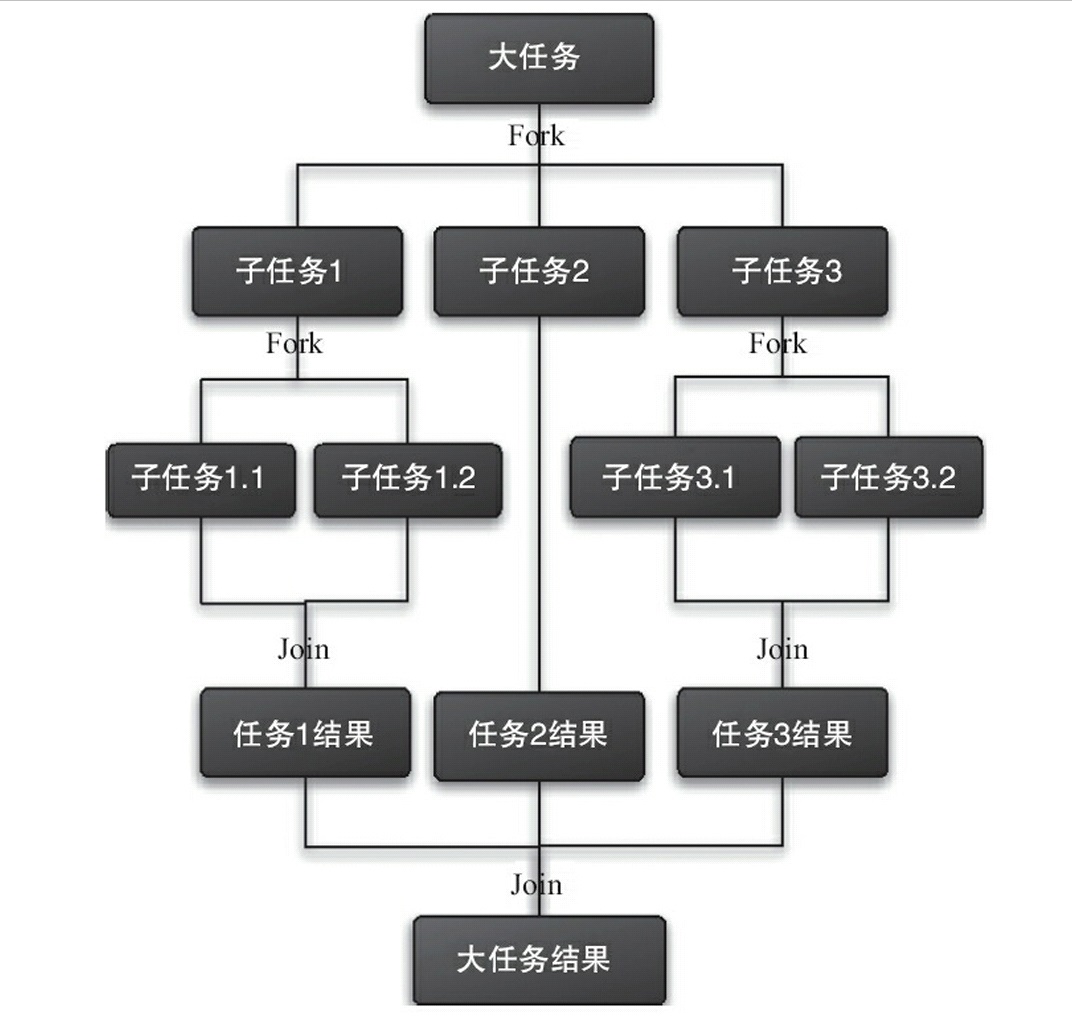 大任务
Fork
子任务1
子任务2
子任务3
Fork
Fork
子任务1.1
子任务1.2
子任务3.1
子任务3.2
Join
Join
任务1结果
任务2结果
任务3结果
Join
大任务结果